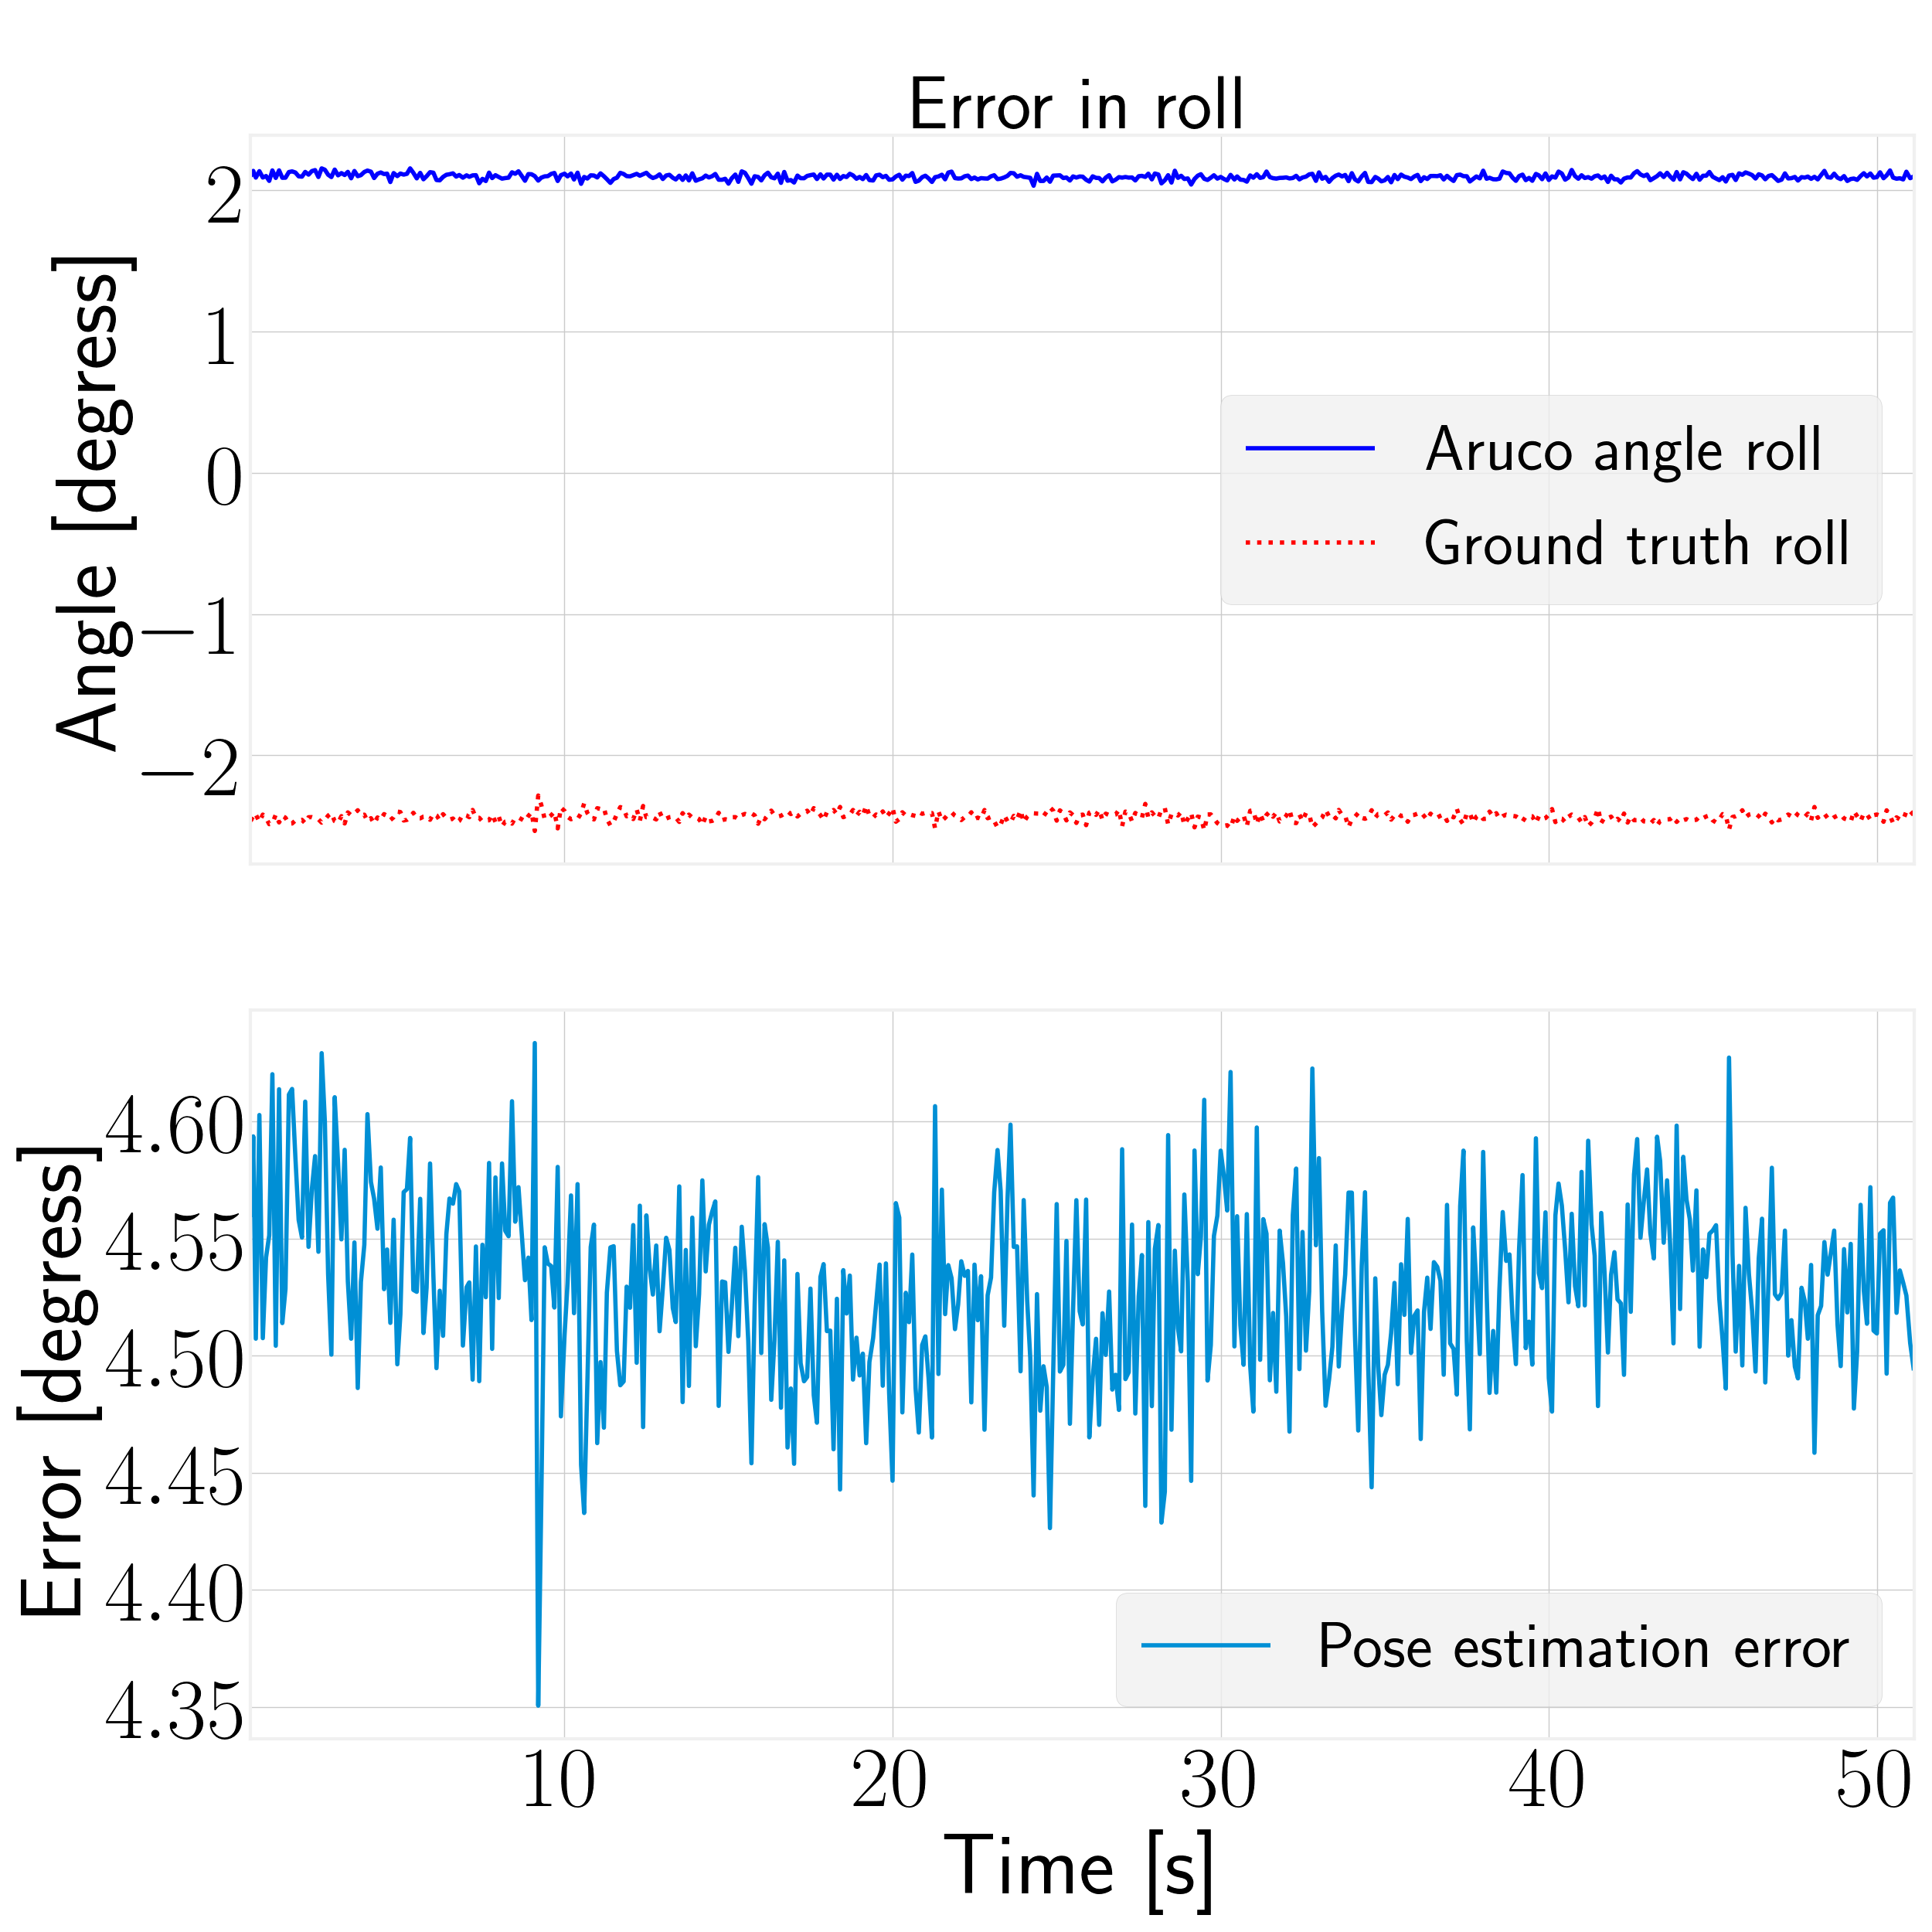 Error in roll
Angle [degress]
2
1
0
−1
−2
Aruco angle roll
Ground truth roll
Error [degress]
4.60
4.55
4.50
4.45
4.40
4.35
Pose estimation error
10 20 30 40 50
Time [s]